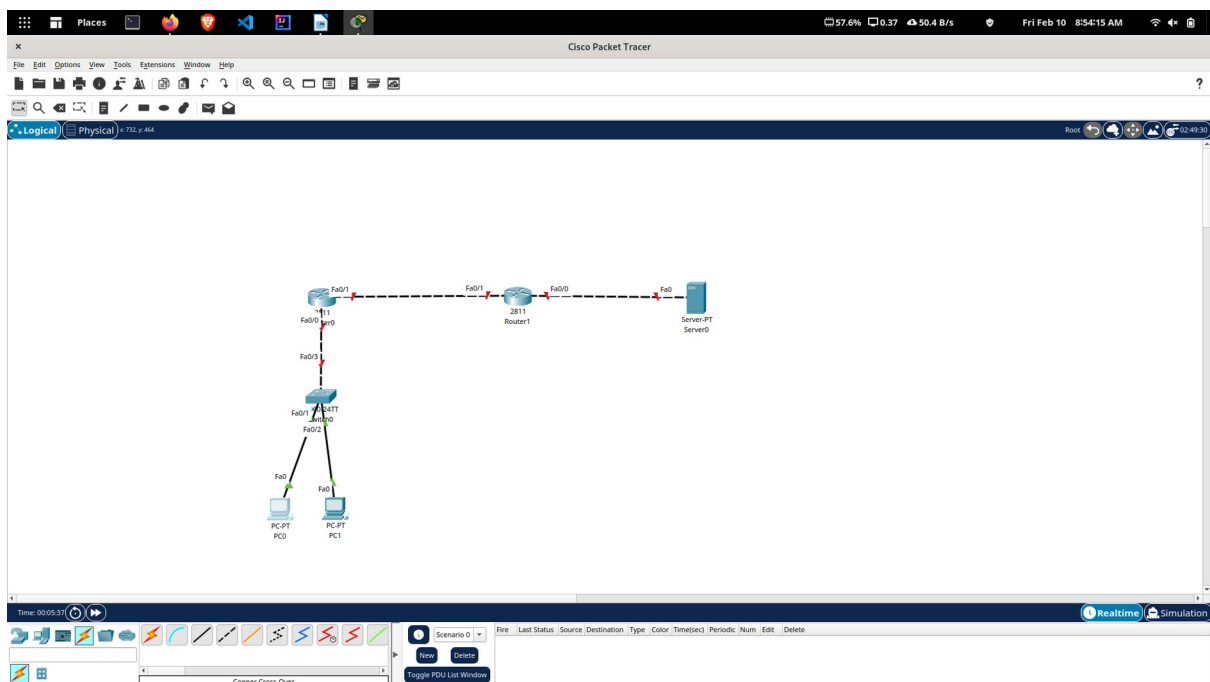 Places
57.6% 0.37 50.4 B/s
Fri Feb 10 8:54:15 AM
×
Cisco Packet Tracer
File Edit Options View Tools Extensions Window Help
?
Logical Physical x: 732, y: 464
Root 02:49:30
Fa0/1
Fa0/1
Fa0/0
Fa0
2811
Router1
Server-PT
Server0
Fa0/0
Fa0/3
Fa0/1
24TT
Fa0/2
Fa0
Fa0
PC-PT
PC0
PC-PT
PC1
Time: 00:05:37
Realtime Simulation
Scenario 0
New Delete
Toggle PDU List Window
Fire Last Status Source Destination Type Color Time(sec) Periodic Num Edit Delete
Copper Cross-Over